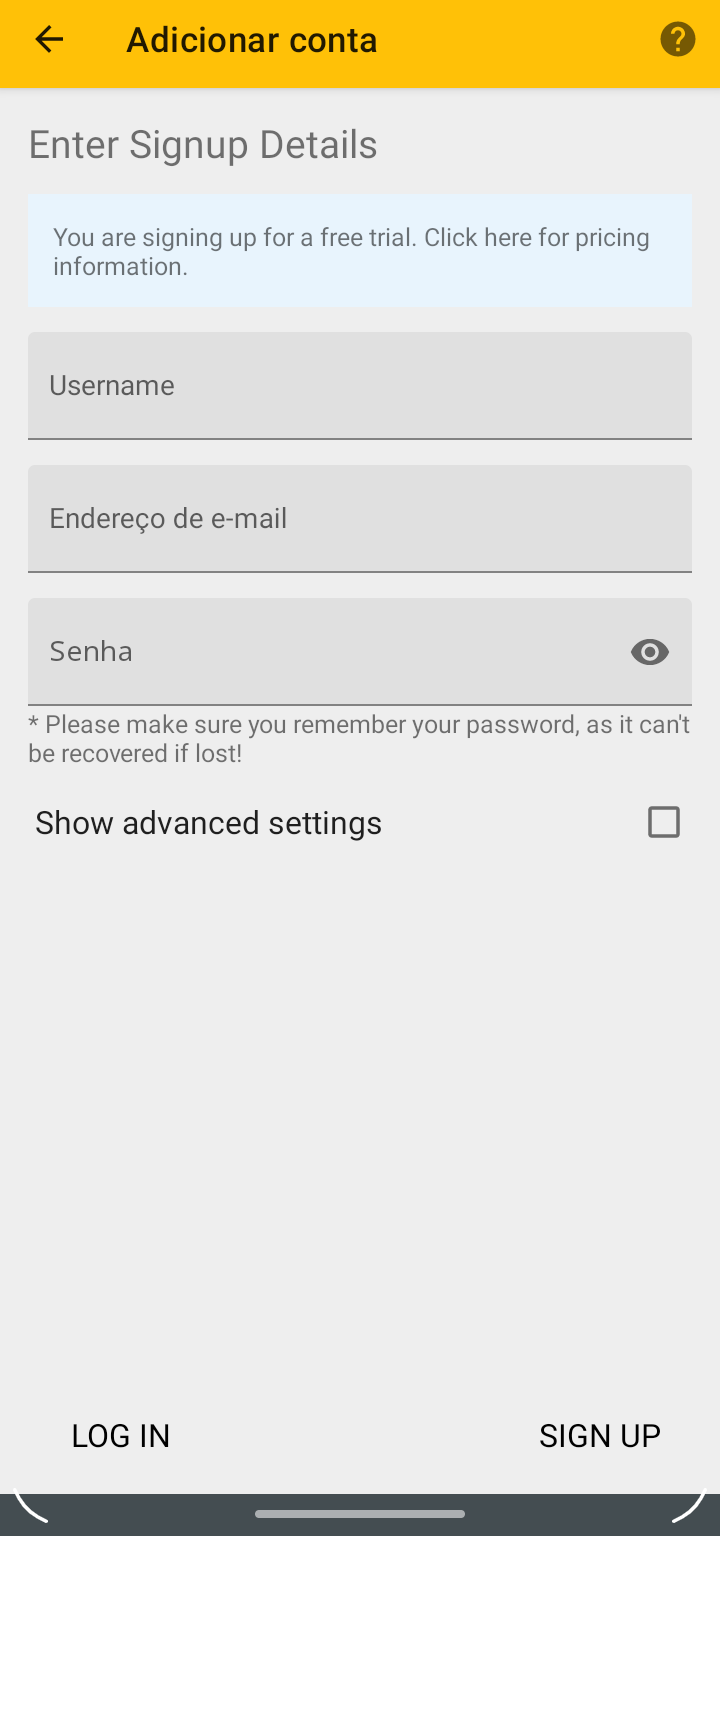 Adicionar conta
Enter Signup Details
You are signing up for a free trial. Click here for pricing
information.
Username
Endereço de e-mail
Senha
* Please make sure you remember your password, as it can't
be recovered if lost!
Show advanced settings
LOG IN
SIGN UP